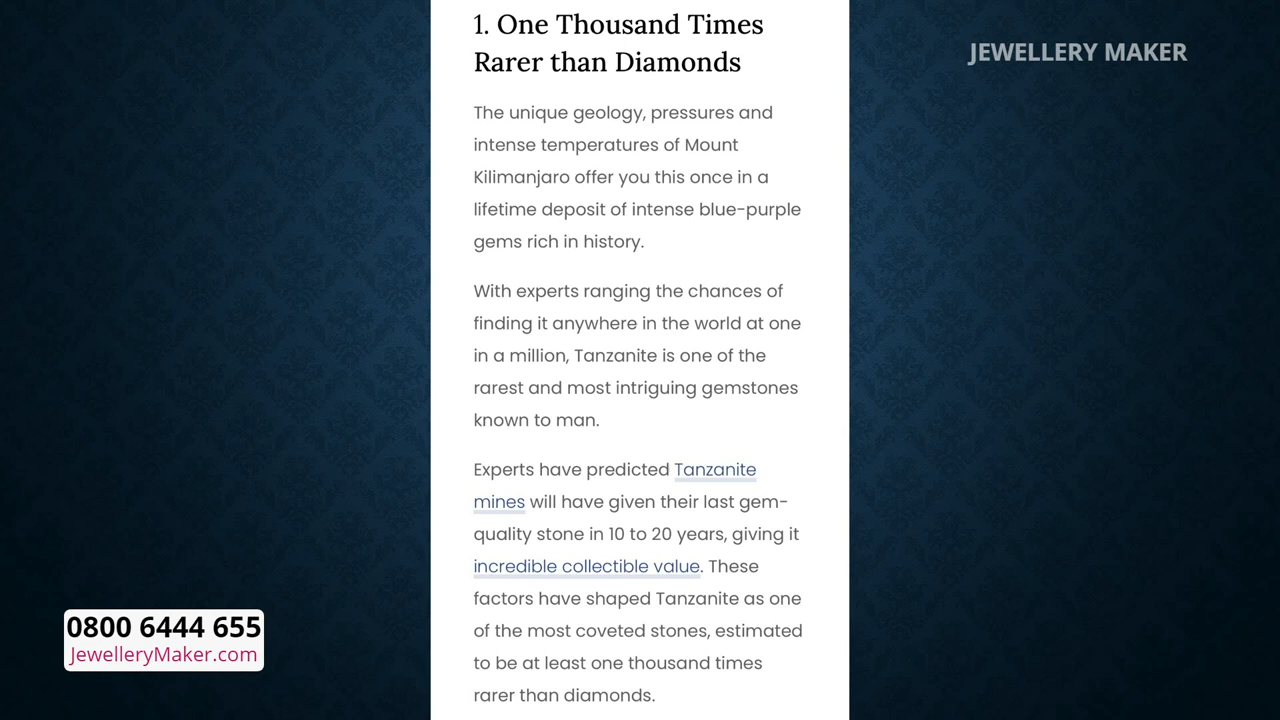 1. One Thousand Times
Rarer than Diamonds
JEWELLERY MAKER
The unique geology, pressures and
intense temperatures of Mount
Kilimanjaro offer you this once in a
lifetime deposit of intense blue-purple
gems rich in history.
With experts ranging the chances of
finding it anywhere in the world at one
in a million, Tanzanite is one of the
rarest and most intriguing gemstones
known to man.
Experts have predicted Tanzanite
mines will have given their last gem-
quality stone in 10 to 20 years, giving it
incredible collectible value. These
factors have shaped Tanzanite as one
of the most coveted stones, estimated
to be at least one thousand times
rarer than diamonds.
0800 6444 655
JewelleryMaker.com